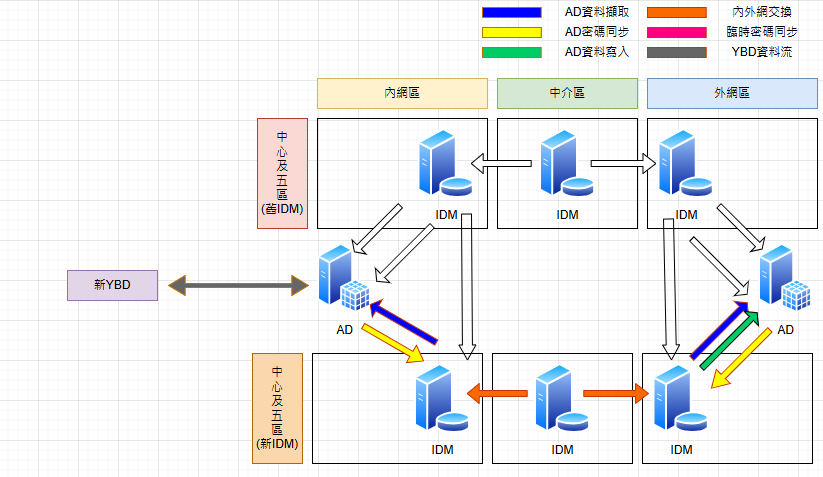 AD資料擷取
內外網交換
AD密碼同步
臨時密碼同步
AD資料寫入
YBD資料流
內網區
中介區
外網區
中
心
及
五
區
(舊IDM)
IDM
IDM
IDM
新YBD
AD
AD
中
心
及
五
區
(新IDM)
IDM
IDM
IDM